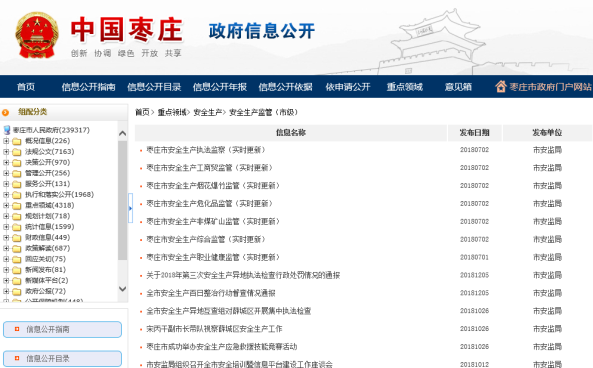 中国枣庄
政府信息公开
创新 协调 绿色 开放 共享
首页 信息公开指南 信息公开目录 信息公开年报 信息公开依据 依申请公开 重点领域 意见箱 枣庄市政府门户网站
组配分类
枣庄市人民政府(239317)
概况信息(226)
法规公文(7163)
决策公开(970)
管理公开(256)
服务公开(131)
执行和落实公开(1968)
重点领域(4318)
规划计划(718)
统计信息(1599)
财政信息(449)
政策解读(687)
回应关切(75)
新闻发布(81)
新媒体平台(2)
政府公报(72)
信息公开指南
信息公开目录
首页> 重点领域> 安全生产> 安全生产监管（市级）
信息名称 发布日期 发布单位
枣庄市安全生产执法监察（实时更新） 20180702 市安监局
枣庄市安全生产工商贸监管（实时更新） 20180702 市安监局
枣庄市安全生产烟花爆竹监管（实时更新） 20180702 市安监局
枣庄市安全生产危化品监管（实时更新） 20180702 市安监局
枣庄市安全生产非煤矿山监管（实时更新） 20180702 市安监局
枣庄市安全生产综合监管（实时更新） 20180702 市安监局
枣庄市安全生产职业健康监管（实时更新） 20180701 市安监局
关于2018年第三次安全生产异地执法检查行政处罚情况的通报 20181205 市安监局
全市安全生产百日整治行动督查情况通报 20181205 市安监局
全市安全生产异地互查组对薛城区开展集中执法检查 20181026 市安监局
宋丙干副市长带队视察薛城区安全生产工作 20181026 市安监局
枣庄市成功举办安全生产应急救援技能竞赛活动 20181026 市安监局
市安监局组织召开全市安全培训暨信息平台建设工作座谈会 20181012 市安监局